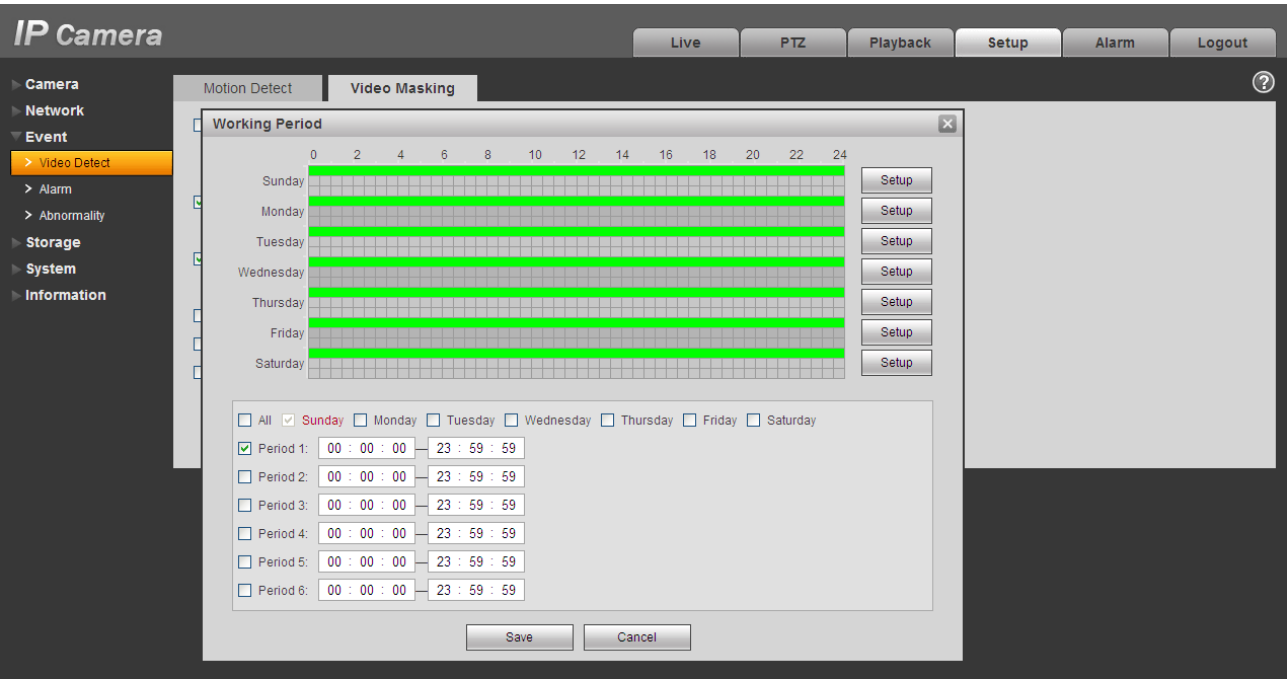 IP Camera
Live PTZ Playback Setup Alarm Logout
Camera
Network
Event
> Video Detect
> Alarm
> Abnormality
Storage
System
Information
Motion Detect Video Masking
?
Working Period
0 2 4 6 8 10 12 14 16 18 20 22 24
Sunday Setup
Monday Setup
Tuesday Setup
Wednesday Setup
Thursday Setup
Friday Setup
Saturday Setup
All Sunday Monday Tuesday Wednesday Thursday Friday Saturday
Period 1: 00 : 00 : 00 — 23 : 59 : 59
Period 2: 00 : 00 : 00 — 23 : 59 : 59
Period 3: 00 : 00 : 00 — 23 : 59 : 59
Period 4: 00 : 00 : 00 — 23 : 59 : 59
Period 5: 00 : 00 : 00 — 23 : 59 : 59
Period 6: 00 : 00 : 00 — 23 : 59 : 59
Save Cancel